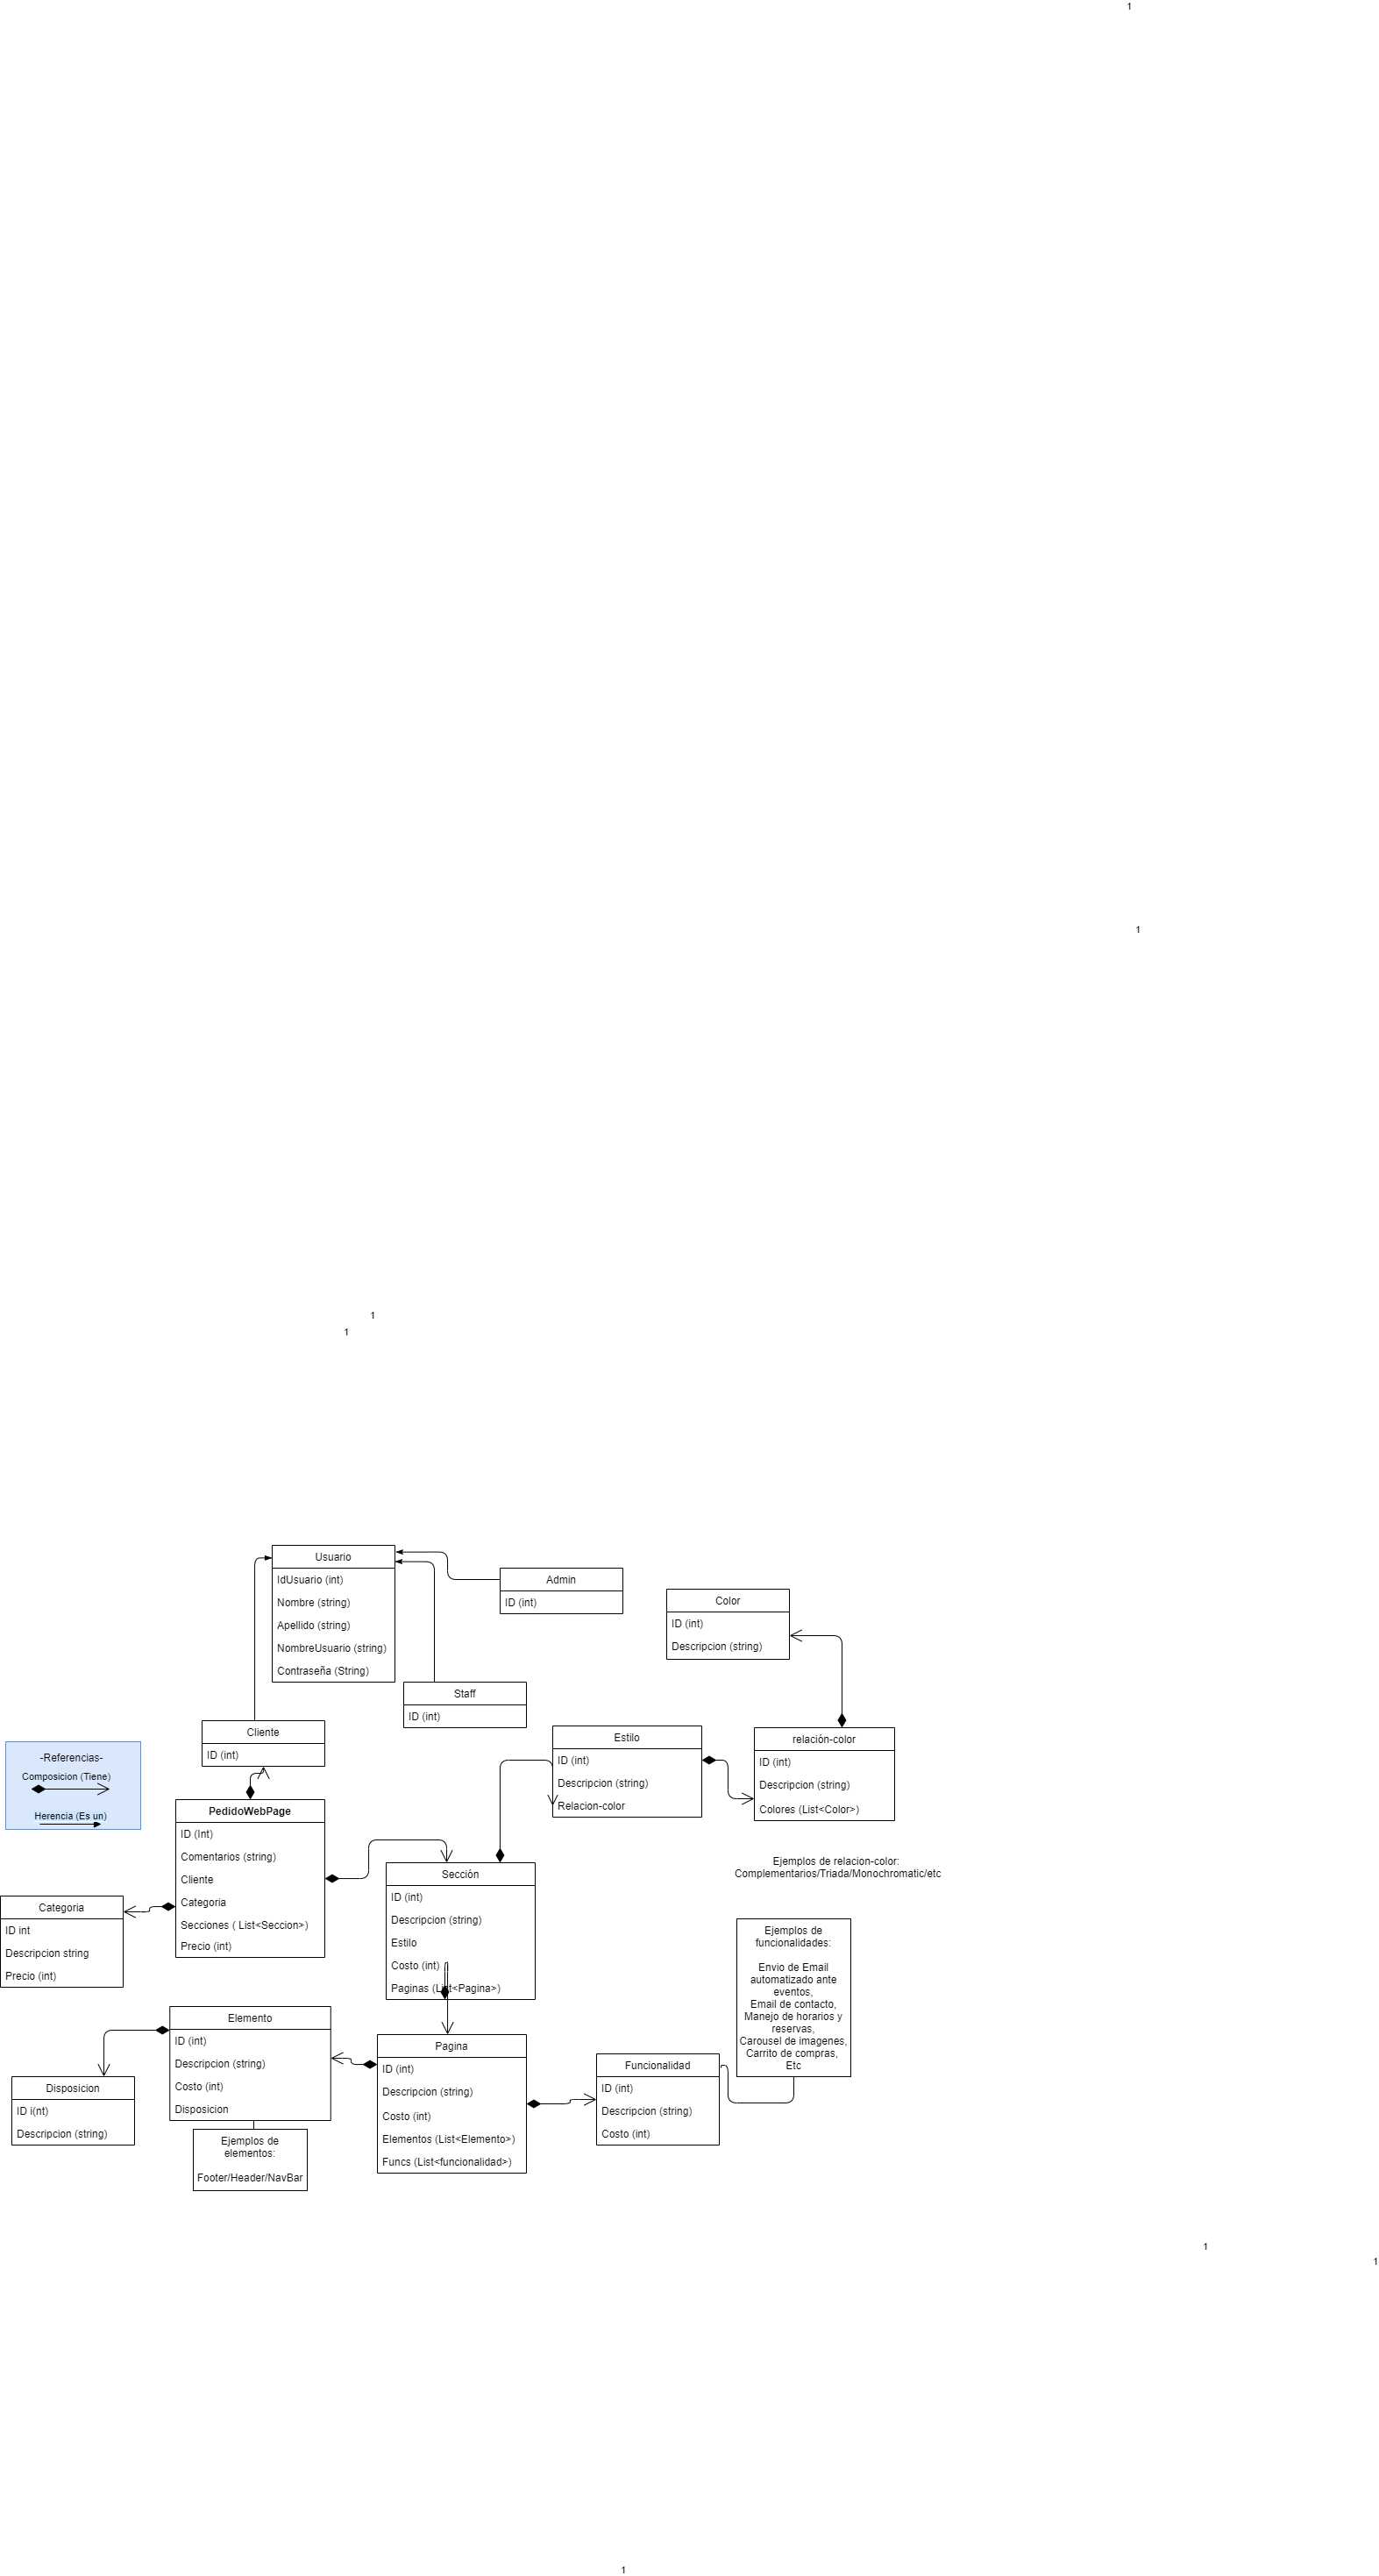 1
1
1
1
Usuario
IdUsuario (int)
Nombre (string)
Apellido (string)
NombreUsuario (string)
Contraseña (String)
Admin
ID (int)
Color
ID (int)
Descripcion (string)
Staff
ID (int)
Cliente
ID (int)
Estilo
ID (int)
Descripcion (string)
Relacion-color
relación-color
ID (int)
Descripcion (string)
Colores (List<Color>)
-Referencias-
Composicion (Tiene)
Herencia (Es un)
PedidoWebPage
ID (Int)
Comentarios (string)
Cliente
Categoria
Secciones ( List<Seccion>)
Precio (int)
Sección
ID (int)
Descripcion (string)
Estilo
Costo (int)
Paginas (List<Pagina>)
Ejemplos de relacion-color:
Complementarios/Triada/Monochromatic/etc
Categoria
ID int
Descripcion string
Precio (int)
Ejemplos de
funcionalidades:
Envio de Email
automatizado ante
eventos,
Email de contacto,
Manejo de horarios y
reservas,
Carousel de imagenes,
Carrito de compras,
Etc
Elemento
ID (int)
Descripcion (string)
Costo (int)
Disposicion
Pagina
ID (int)
Descripcion (string)
Costo (int)
Elementos (List<Elemento>)
Funcs (List<funcionalidad>)
Funcionalidad
ID (int)
Descripcion (string)
Costo (int)
Disposicion
ID i(nt)
Descripcion (string)
Ejemplos de
elementos:
Footer/Header/NavBar
1
1
1